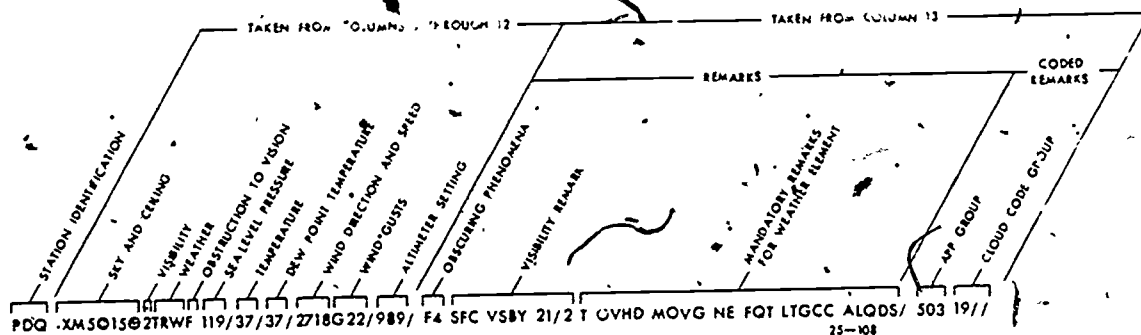 TAKEN FROM COLUMNS THROUGH 12
TAKEN FROM COLUMN 13
REMARKS
CODED REMARKS
STATION IDENTIFICATION
SKY AND CEILING
VISIBILITY
WEATHER
OBSTRUCTION TO VISION
SEA LEVEL PRESSURE
TEMPERATURE
DEW POINT TEMPERATURE
WIND DIRECTION AND SPEED
WIND GUSTS
ALTIMETER SETTING
OBSCURING PHENOMENA
VISIBILITY REMARK
MANDATORY REMARKS
FOR WEATHER ELEMENT
APP GROUP
CLOUD CODE GROUP
PDQ -XM5⦶15⊕2TRWF 119/37/37/2718G22/989/ F4 SFC VSBY 21/2 T OVHD MOVG NE FQT LTGCC ALQDS/ 503 19//
25—108